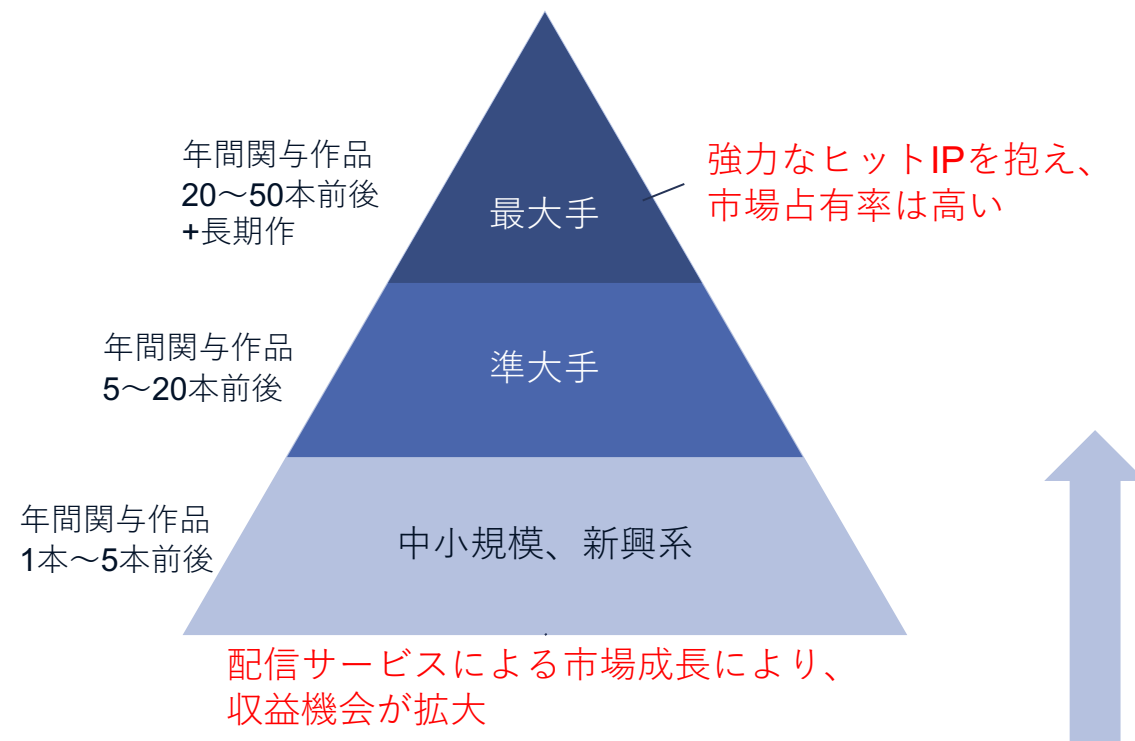 年間関与作品
20～50本前後
+長期作
最大手
強力なヒットIPを抱え、
市場占有率は高い
年間関与作品
5～20本前後
準大手
年間関与作品
1本～5本前後
中小規模、新興系
配信サービスによる市場成長により、
収益機会が拡大